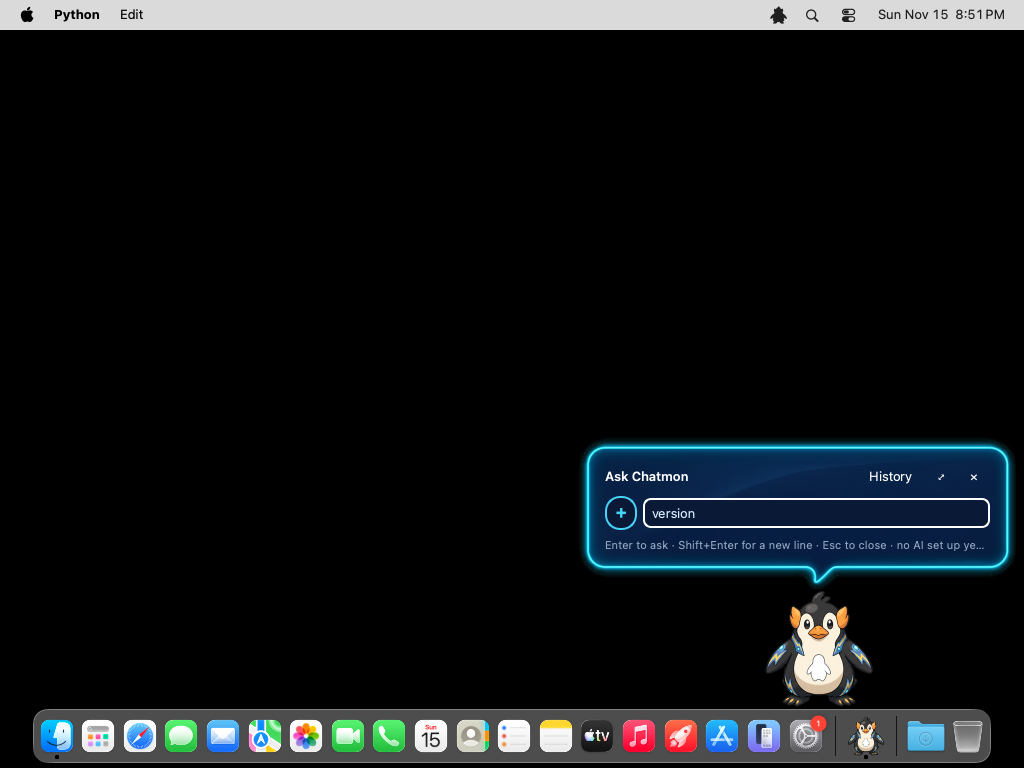 Python Edit Sun Nov 15 8:51 PM
Ask Chatmon History
version
Enter to ask · Shift+Enter for a new line · Esc to close · no AI set up ye…
Sun
15
tv
1